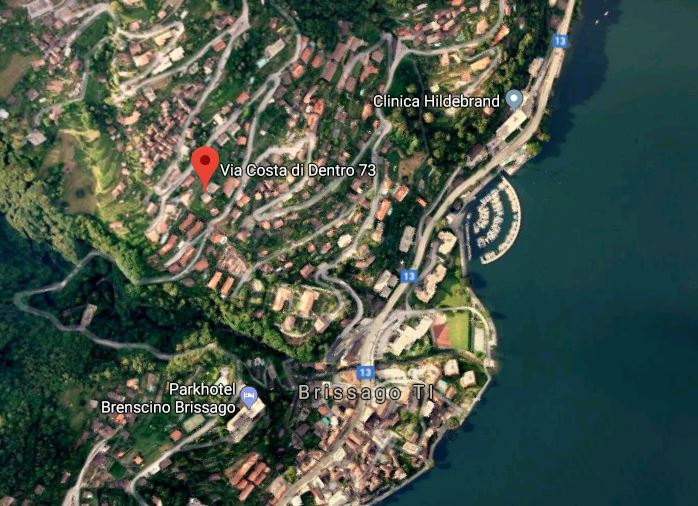 13
Clinica Hildebrand
Via Costa di Dentro 73
13
13
Parkhotel
Brenscino Brissago
Brissago TI